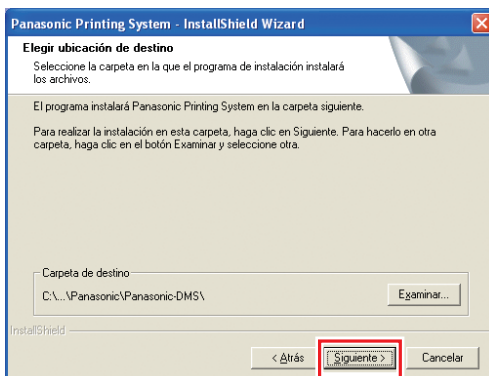 Panasonic Printing System - InstallShield Wizard
Elegir ubicación de destino
Seleccione la carpeta en la que el programa de instalación instalará
los archivos.
El programa instalará Panasonic Printing System en la carpeta siguiente.
Para realizar la instalación en esta carpeta, haga clic en Siguiente. Para hacerlo en otra
carpeta, haga clic en el botón Examinar y seleccione otra.
Carpeta de destino
C:\...\Panasonic\Panasonic-DMS\
Examinar...
InstallShield
< Atrás
Siguiente >
Cancelar